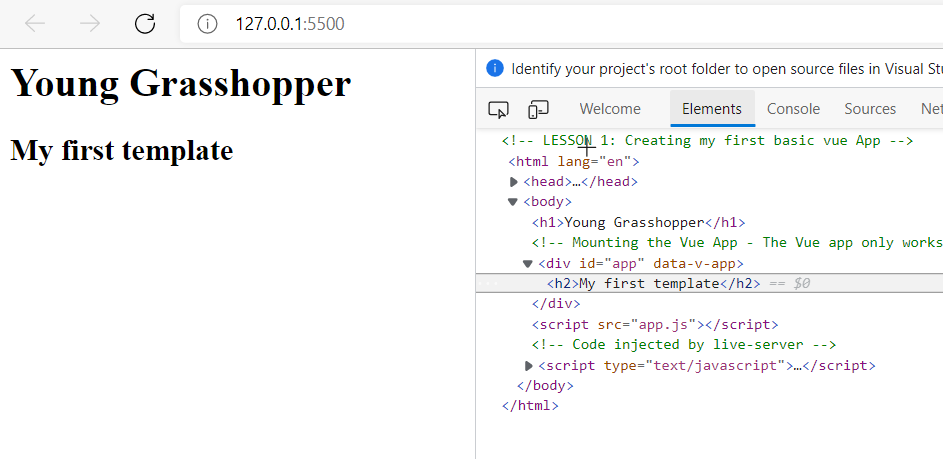 127.0.0.1:5500
Young Grasshopper
My first template
Identify your project's root folder to open source files in Visual Stu
Welcome Elements Console Sources Net
<!-- LESSON 1: Creating my first basic vue App -->
<html lang="en">
<head>…</head>
<body>
<h1>Young Grasshopper</h1>
<!-- Mounting the Vue App - The Vue app only works
<div id="app" data-v-app>
<h2>My first template</h2> == $0
</div>
<script src="app.js"></script>
<!-- Code injected by live-server -->
<script type="text/javascript">…</script>
</body>
</html>